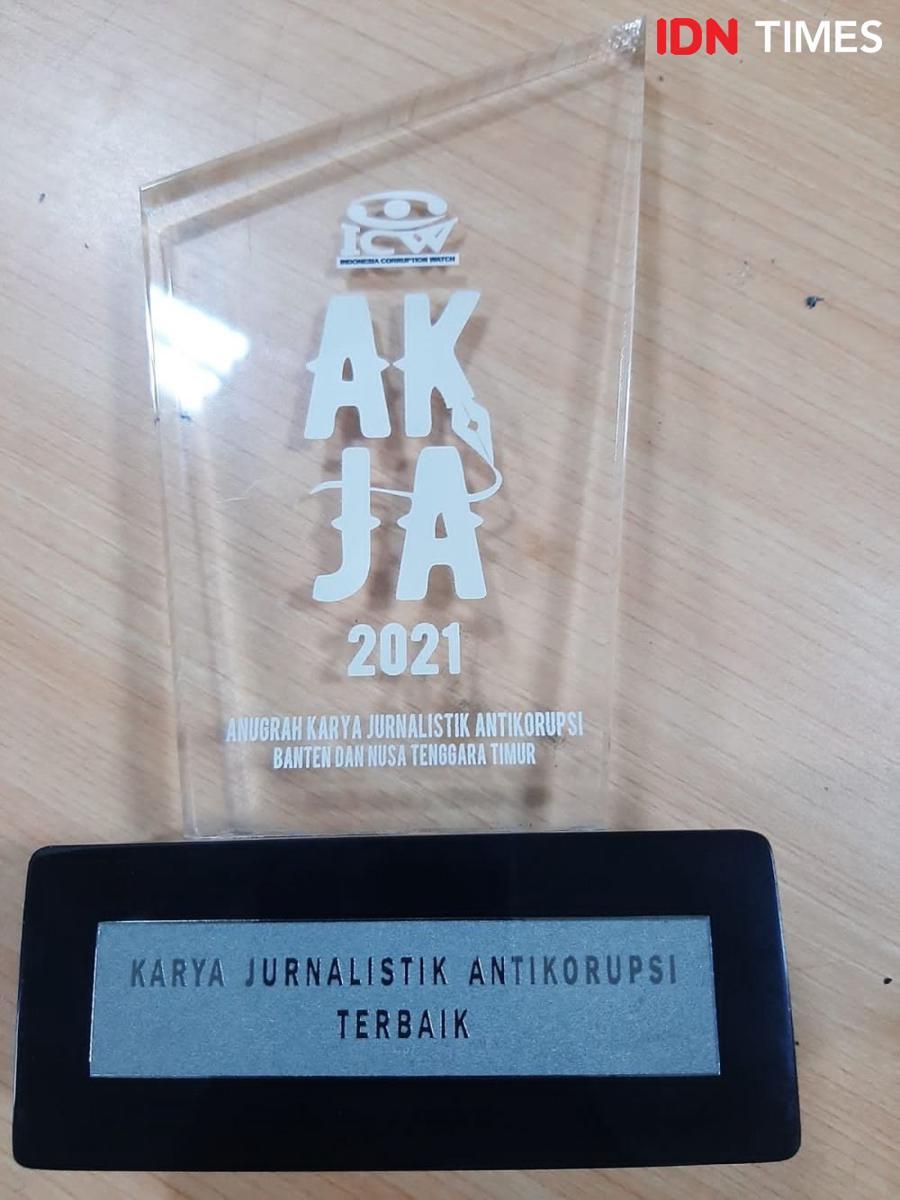 IDN TIMES
ICW
INDONESIA CORRUPTION WATCH
AK
JA
2021
ANUGRAH KARYA JURNALISTIK ANTIKORUPSI
BANTEN DAN NUSA TENGGARA TIMUR
KARYA JURNALISTIK ANTIKORUPSI
TERBAIK